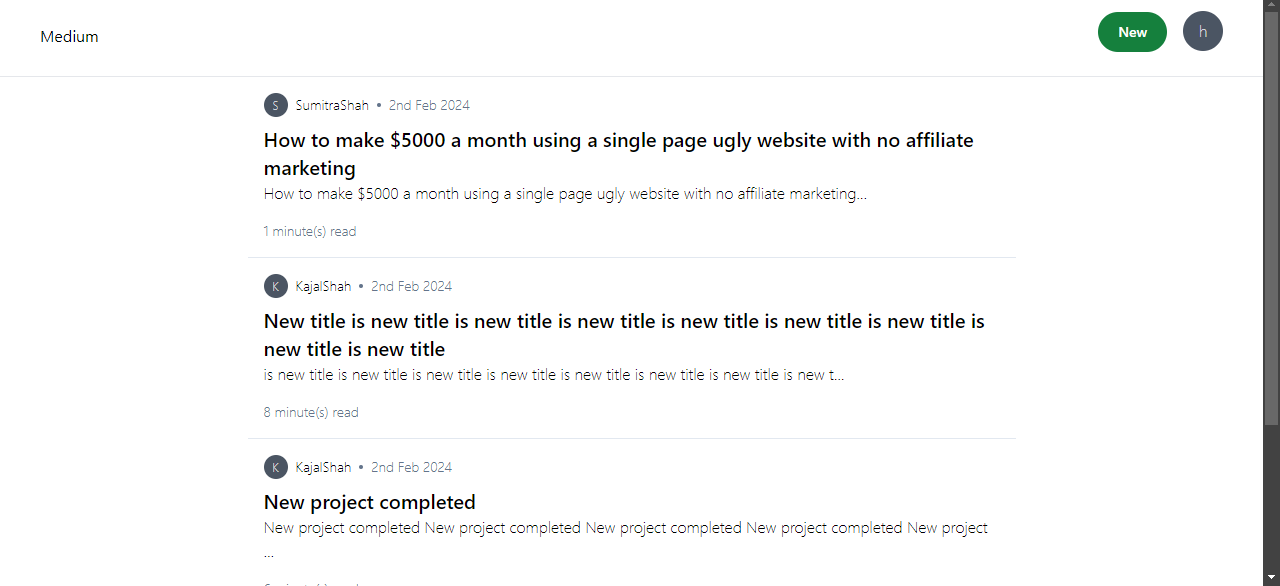 Medium
New
h
S SumitraShah • 2nd Feb 2024
How to make $5000 a month using a single page ugly website with no affiliate
marketing
How to make $5000 a month using a single page ugly website with no affiliate marketing...
1 minute(s) read
K KajalShah • 2nd Feb 2024
New title is new title is new title is new title is new title is new title is new title is
new title is new title
is new title is new title is new title is new title is new title is new title is new title is new t...
8 minute(s) read
K KajalShah • 2nd Feb 2024
New project completed
New project completed New project completed New project completed New project completed New project
...